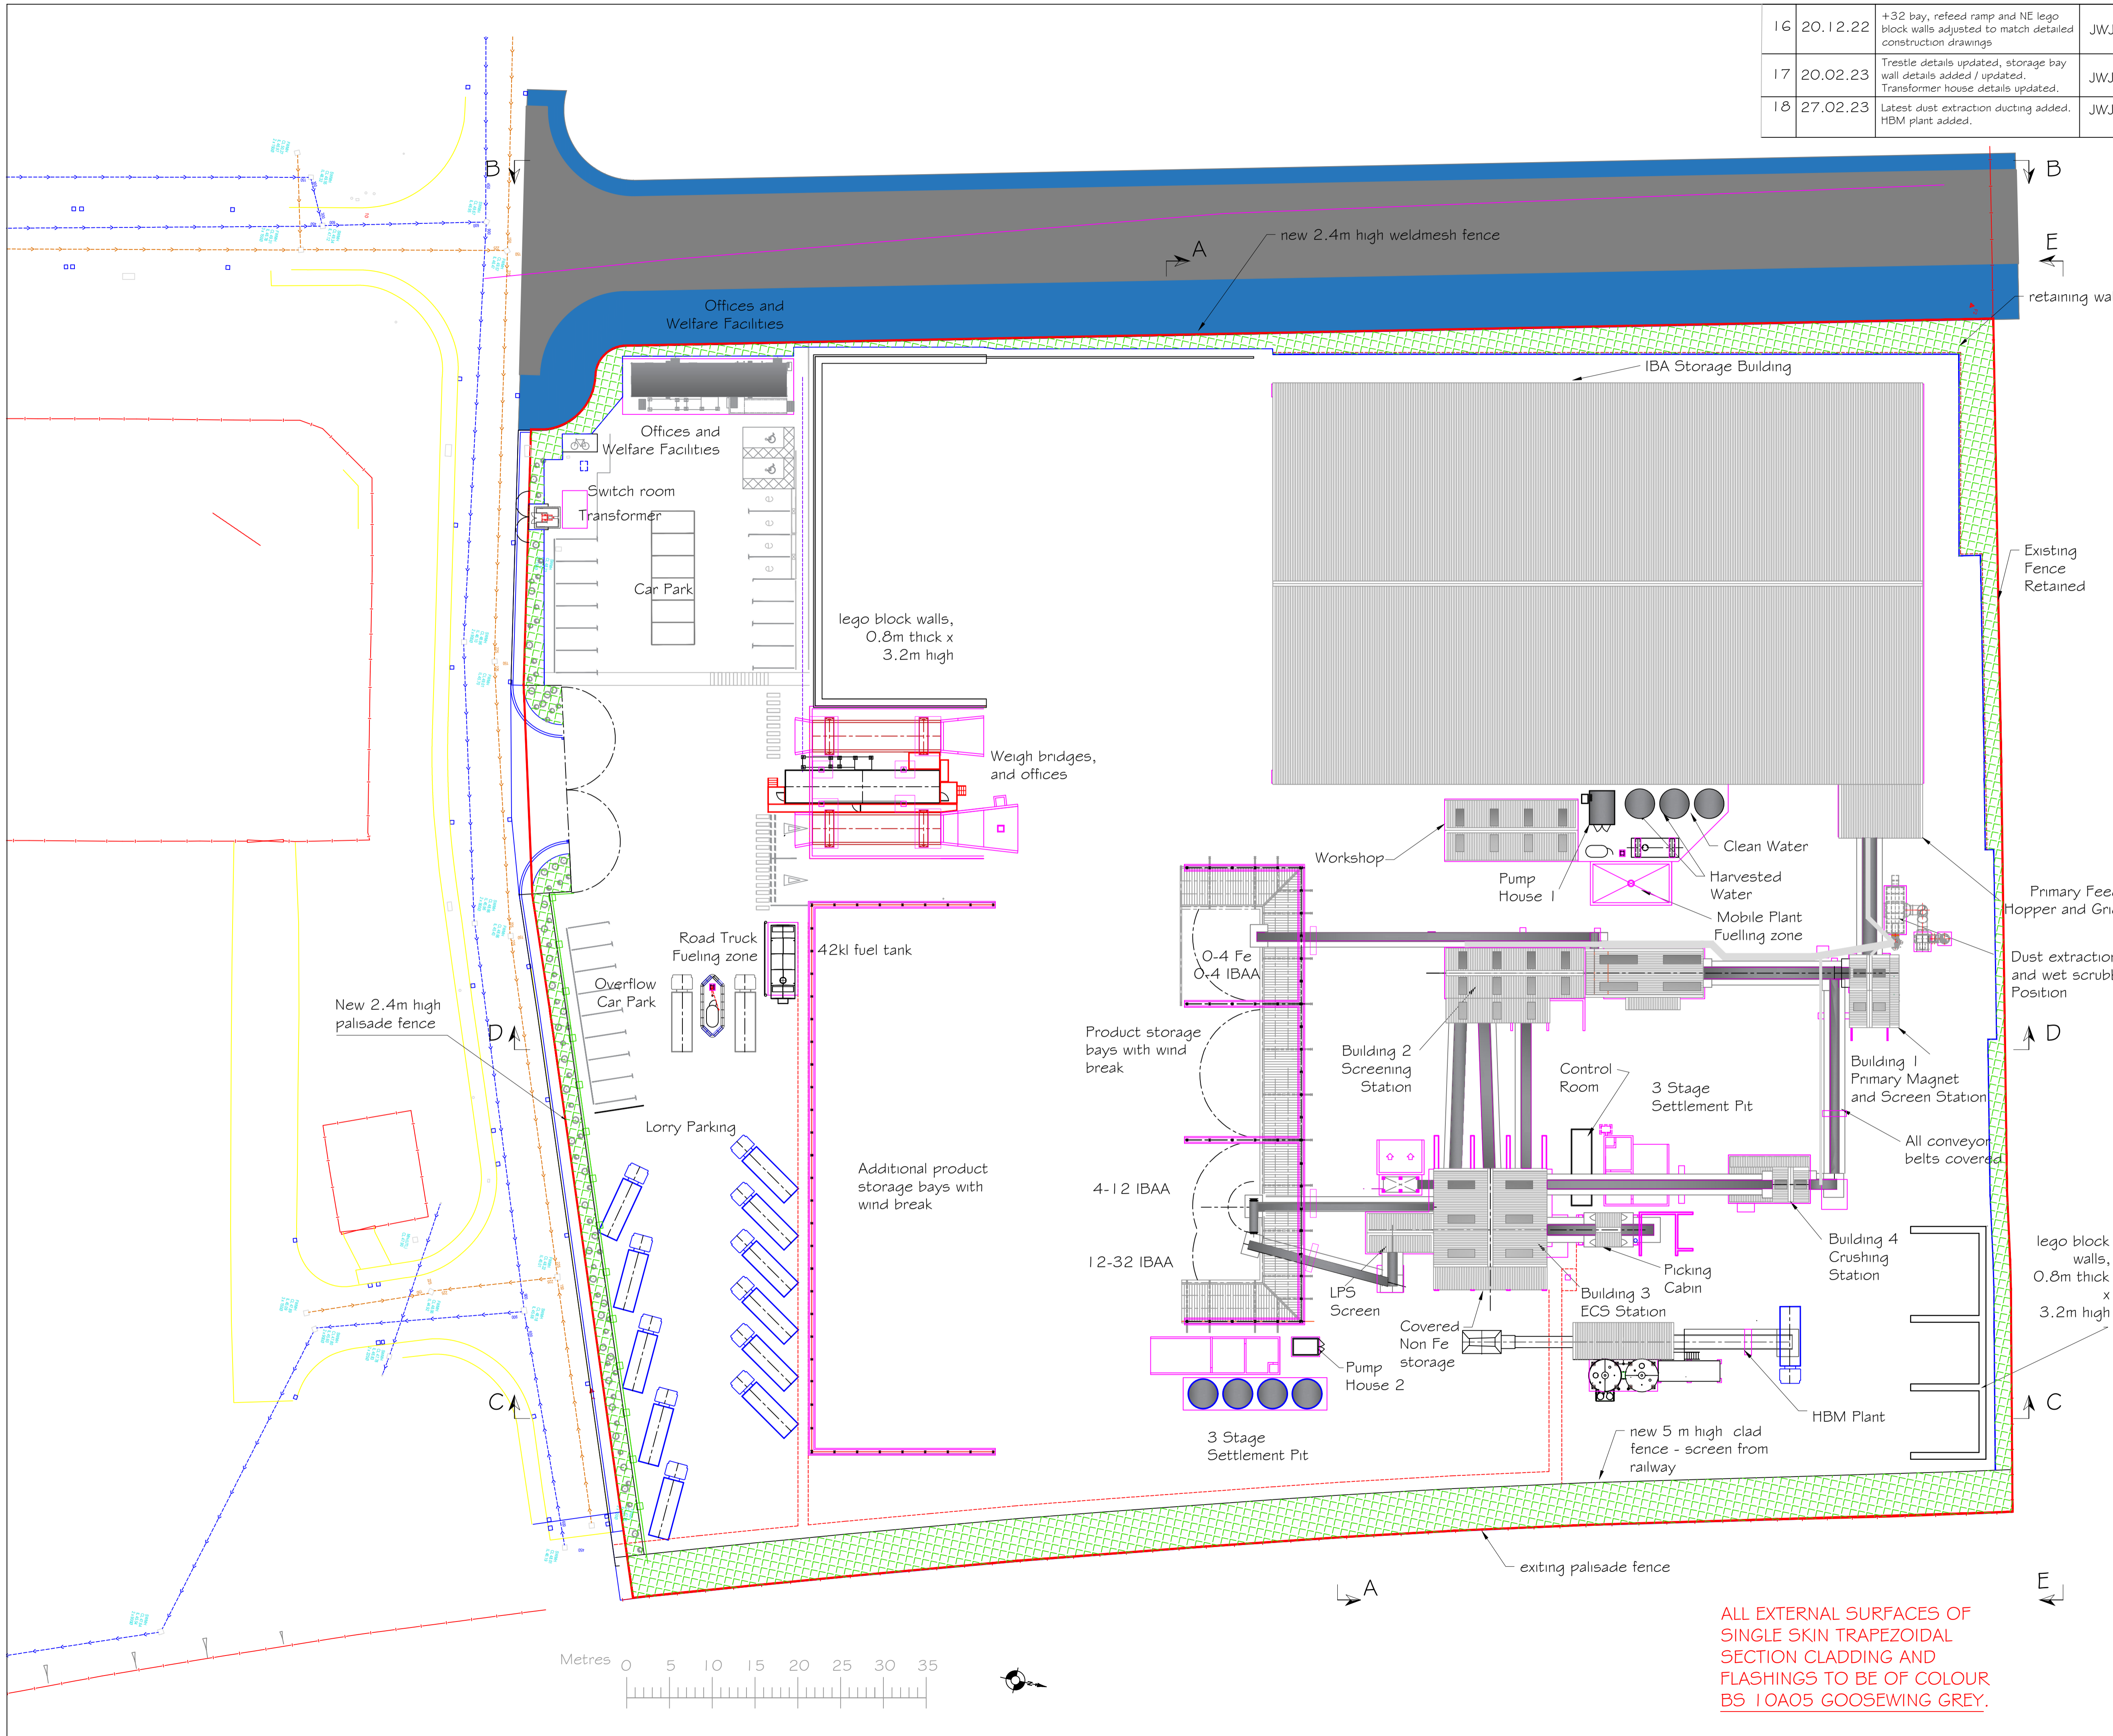 16 20.12.22 +32 bay, refeed ramp and NE lego
block walls adjusted to match detailed
construction drawings
JWJ
17 20.02.23 Trestle details updated, storage bay
wall details added / updated.
Transformer house details updated.
JWJ
18 27.02.23 Latest dust extraction ducting added.
HBM plant added.
JWJ
B
B
A
E
new 2.4m high weldmesh fence
retaining wa
Offices and
Welfare Facilities
IBA Storage Building
Offices and
Welfare Facilities
Switch room
Transformer
e
e
e
e
Car Park
Existing
Fence
Retained
lego block walls,
0.8m thick x
3.2m high
Weigh bridges,
and offices
Workshop
Pump
House 1
Clean Water
Harvested
Water
Mobile Plant
Fuelling zone
Primary Fee
Hopper and Gri
Road Truck
Fueling zone
42kl fuel tank
0-4 Fe
0-4 IBAA
Dust extraction
and wet scrubb
Position
Overflow
Car Park
New 2.4m high
palisade fence
D
D
Product storage
bays with wind
break
Building 2
Screening
Station
Control
Room
3 Stage
Settlement Pit
Building 1
Primary Magnet
and Screen Station
Lorry Parking
All conveyor
belts covered
Additional product
storage bays with
wind break
4-12 IBAA
12-32 IBAA
LPS
Screen
Picking
Cabin
Building 3
ECS Station
Building 4
Crushing
Station
lego block
walls,
0.8m thick
x
3.2m high
Covered
Non Fe
storage
Pump
House 2
C
C
HBM Plant
3 Stage
Settlement Pit
new 5 m high clad
fence - screen from
railway
exiting palisade fence
A
E
ALL EXTERNAL SURFACES OF
SINGLE SKIN TRAPEZOIDAL
SECTION CLADDING AND
FLASHINGS TO BE OF COLOUR
BS 10A05 GOOSEWING GREY.
Metres 0 5 10 15 20 25 30 35